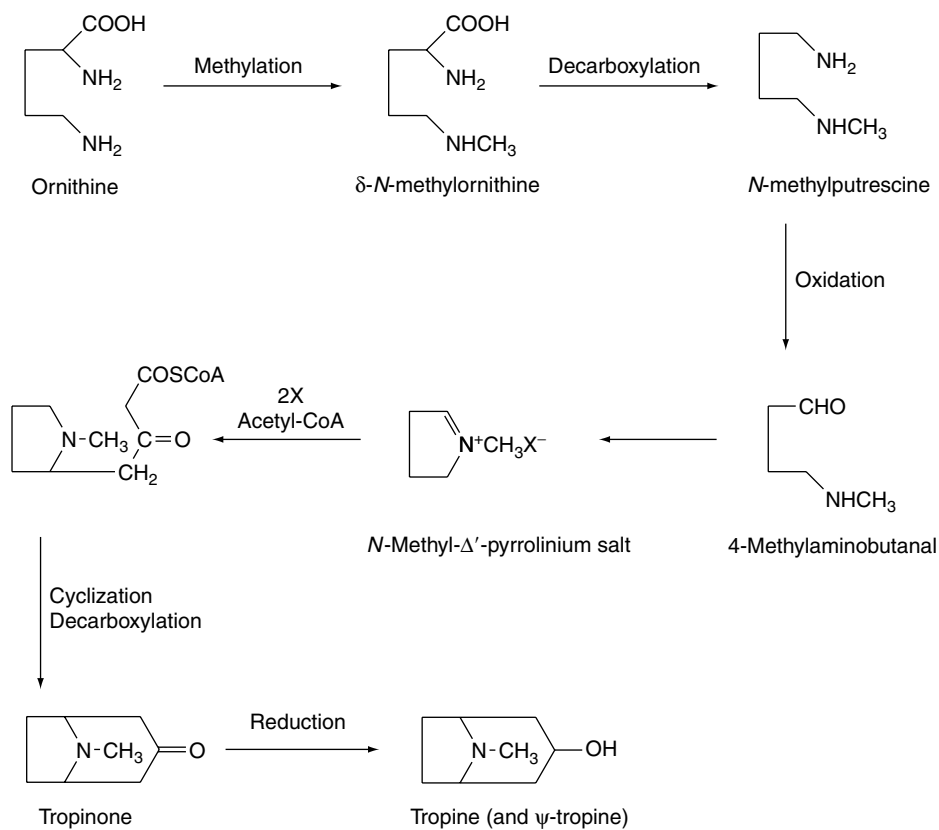 COOH
NH₂
NH₂
Ornithine
Methylation
COOH
NH₂
NHCH₃
δ-N-methylornithine
Decarboxylation
NH₂
NHCH₃
N-methylputrescine
Oxidation
CHO
NHCH₃
4-Methylaminobutanal
N⁺–CH₃X⁻
N-Methyl-Δ′-pyrrolinium salt
2X
Acetyl-CoA
COSCoA
N–CH₃ C=O
CH₂
Cyclization
Decarboxylation
N–CH₃ =O
Tropinone
Reduction
N–CH₃ –OH
Tropine (and ψ-tropine)